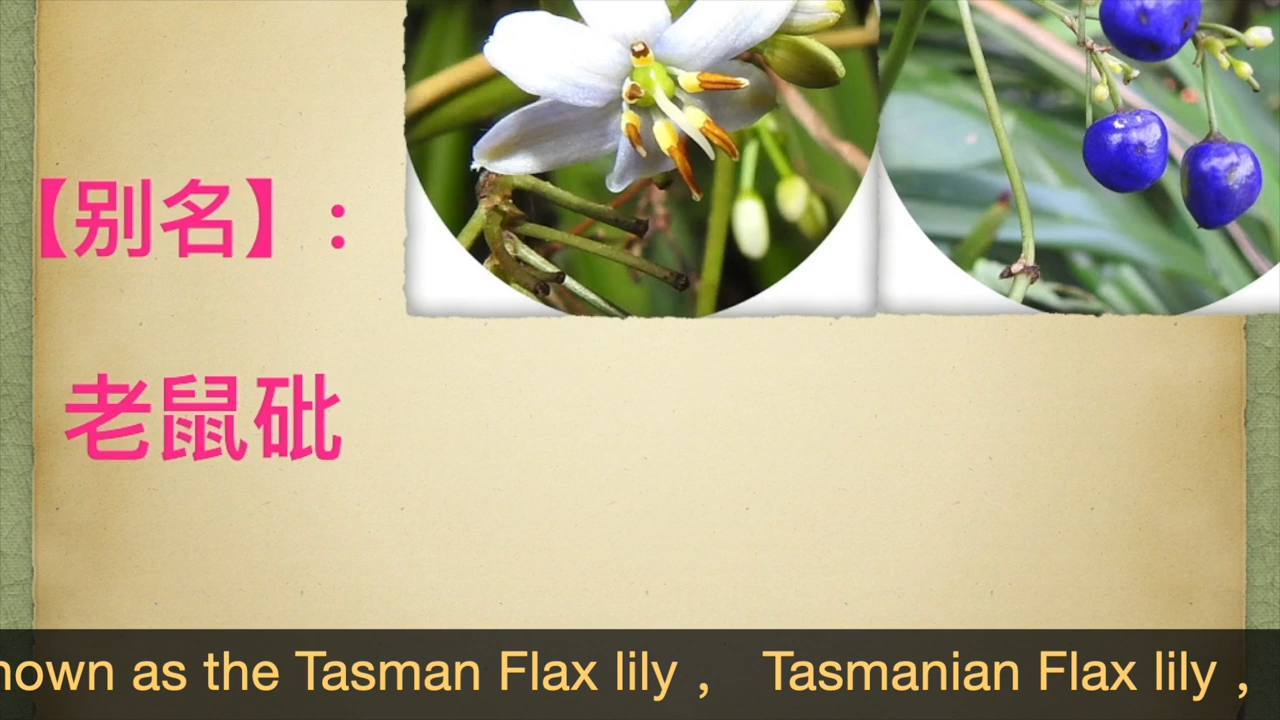 【别名】:
老鼠砒
nown as the Tasman Flax lily , Tasmanian Flax lily ,